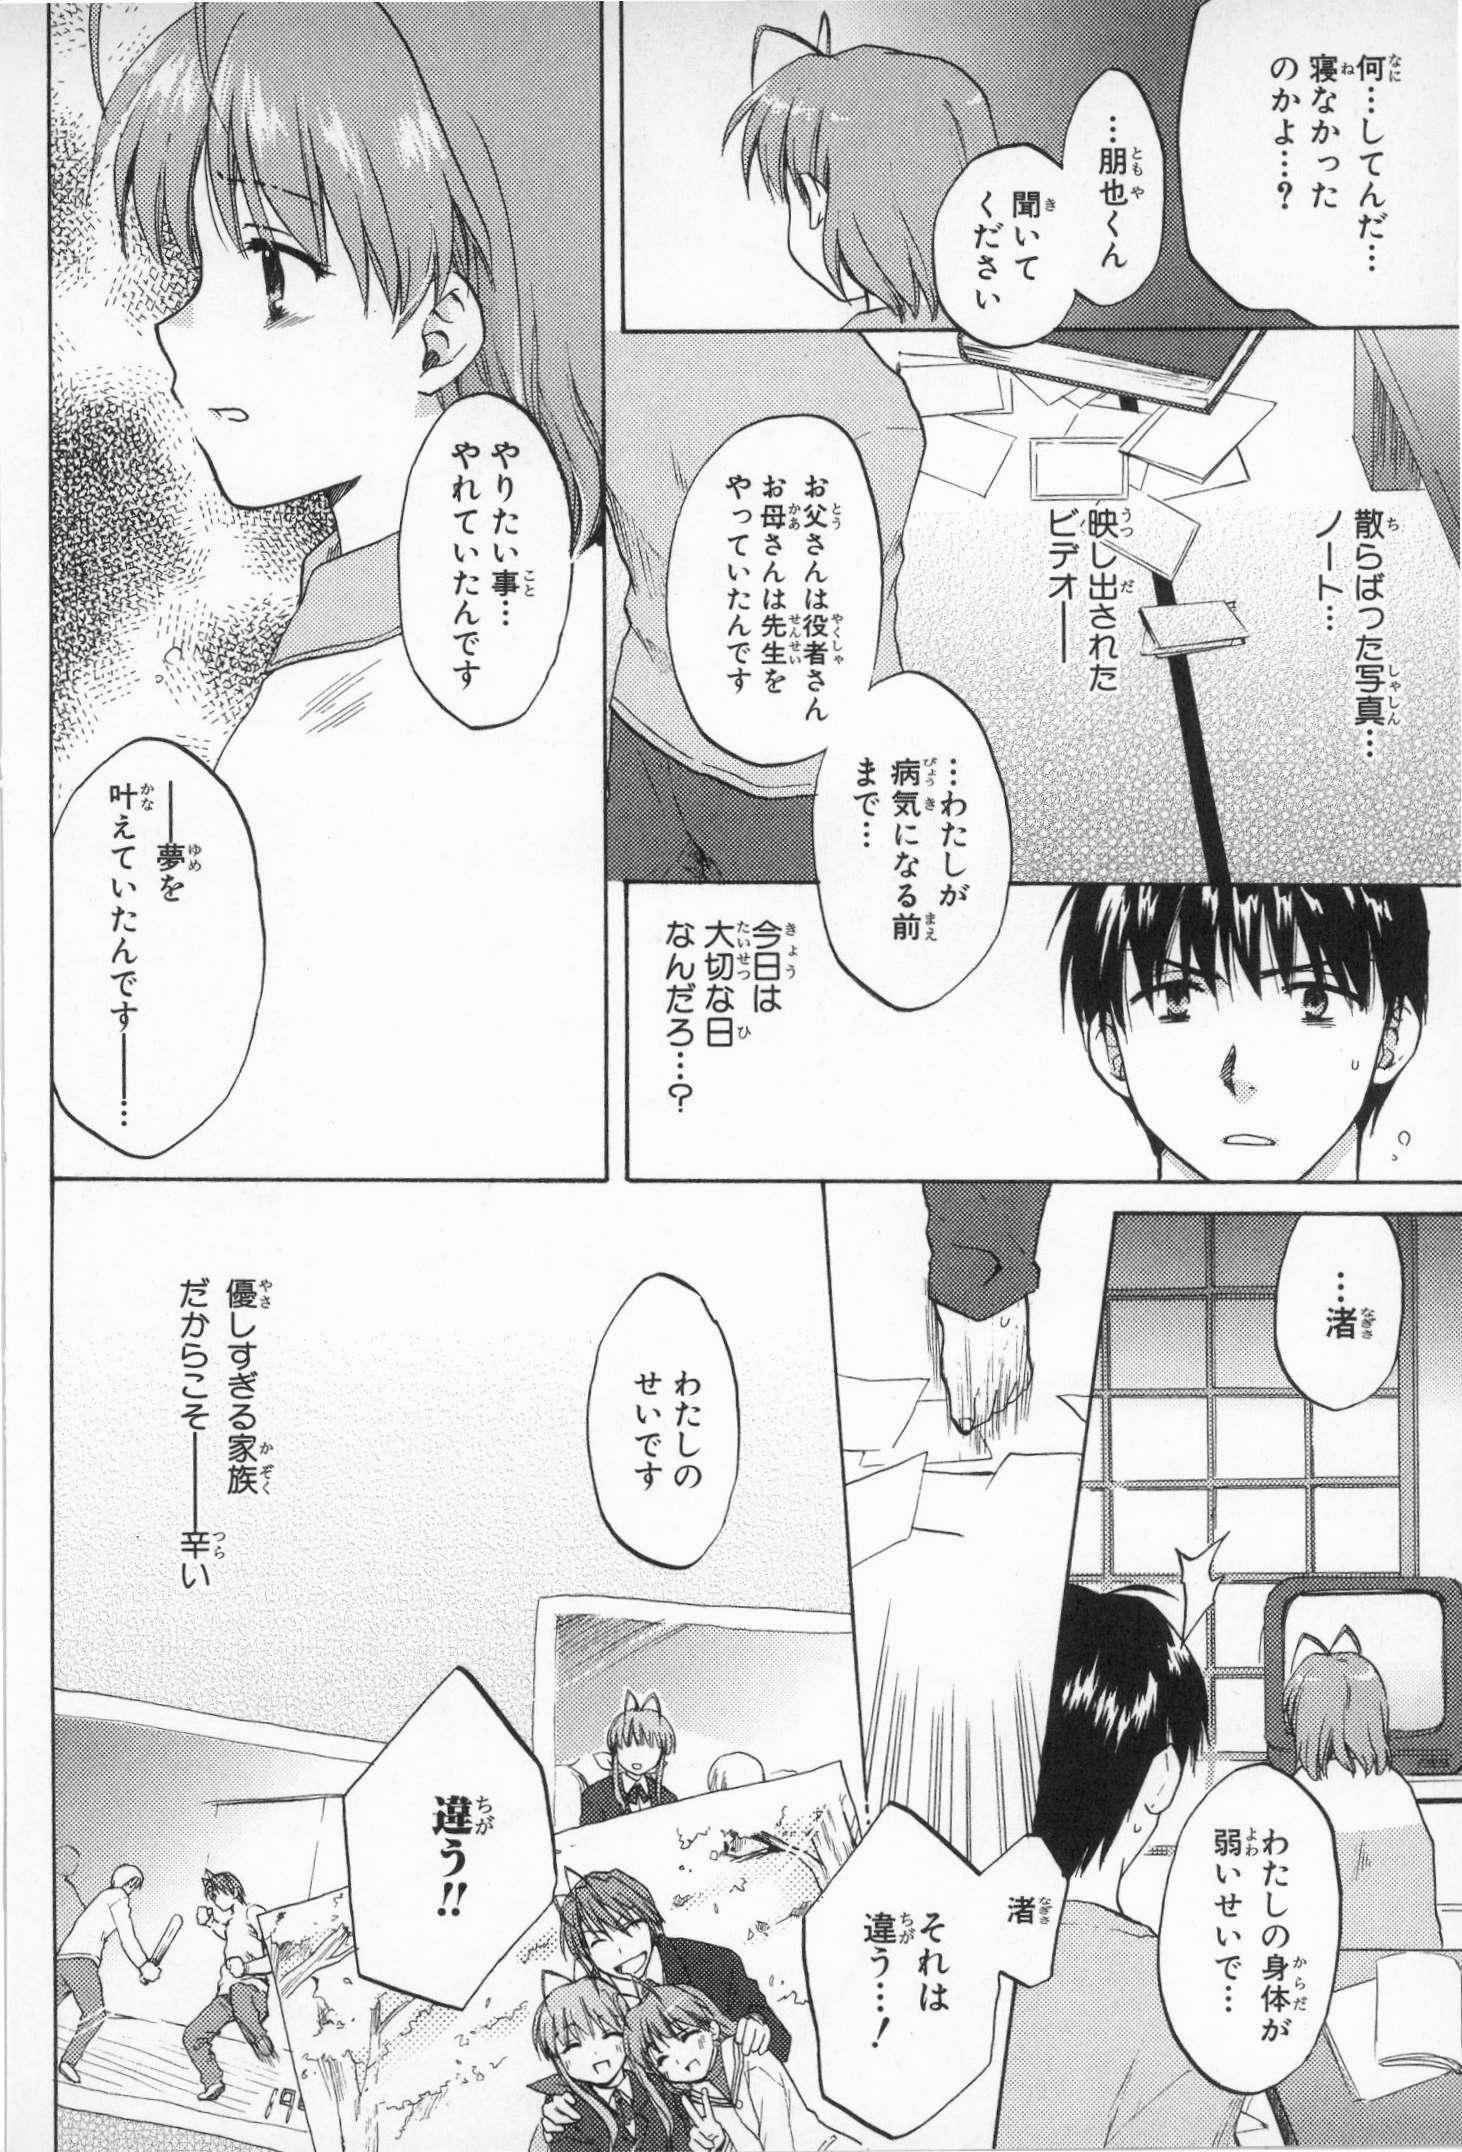 何…してんだ…
寝なかった
のかよ…?
…朋也くん
聞いて
ください
散らばった写真…
ノート…
映し出された
ビデオ――
お父さんは役者さん
お母さんは先生を
やっていたんです
…わたしが
病気になる前
まで…
今日は
大切な日
なんだろ…?
やりたい事…
やれていたんです
――夢を
叶えていたんです――…
…渚
わたしの身体が
弱いせいで…
渚
それは
違う…!
わたしの
せいです
違う!!
優しすぎる家族
だからこそ――辛い